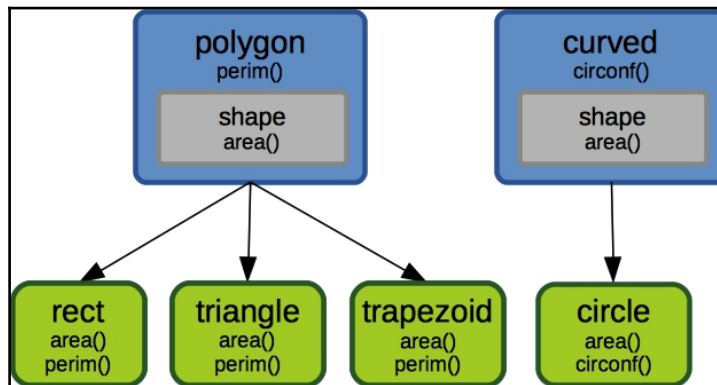 polygon
perim()
shape
area()
curved
circonf()
shape
area()
rect
area()
perim()
triangle
area()
perim()
trapezoid
area()
perim()
circle
area()
circonf()